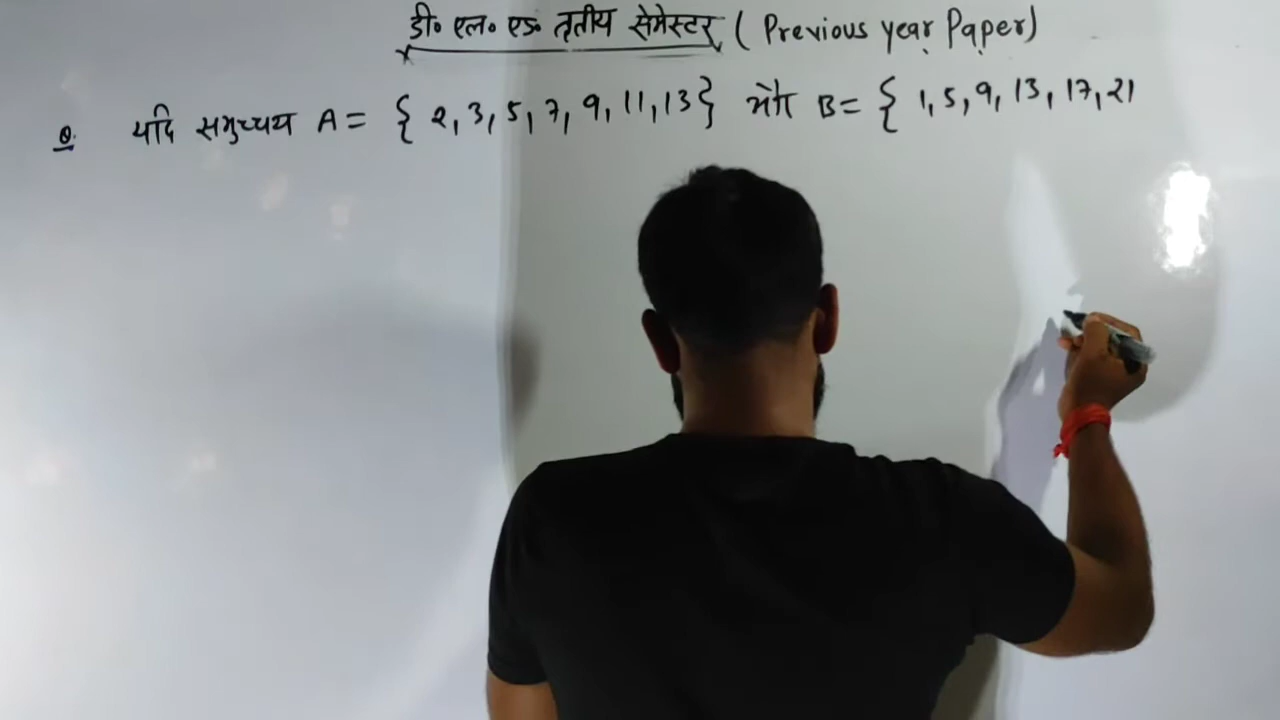 डी॰ एल॰ एड॰ तृतीय सेमेस्टर ( Previous year Paper)
Q. यदि समुच्चय A = { 2, 3, 5, 7, 9, 11, 13} और B = { 1, 5, 9, 13, 17, 21